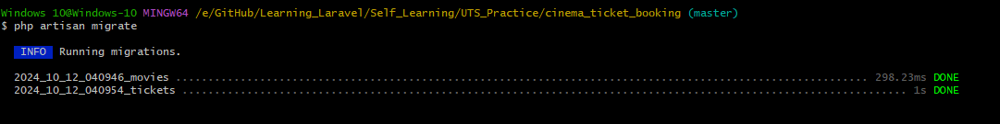 Windows 10@Windows-10 MINGW64 /e/GitHub/Learning_Laravel/Self_Learning/UTS_Practice/cinema_ticket_booking (master)
$ php artisan migrate
INFO Running migrations.
2024_10_12_040946_movies ........................................................................................................... 298.23ms DONE
2024_10_12_040954_tickets ................................................................................................................ 1s DONE